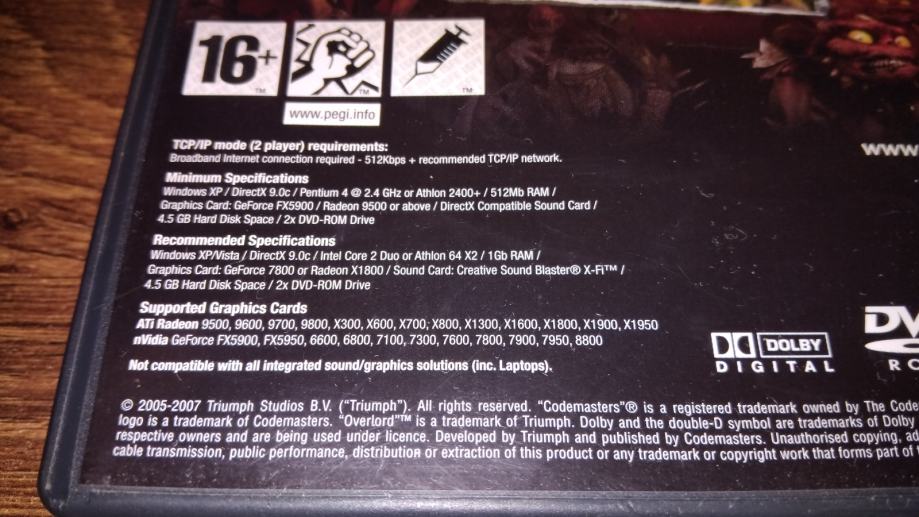 16+
™
™
™
www.pegi.info
TCP/IP mode (2 player) requirements:
Broadband Internet connection required - 512Kbps + recommended TCP/IP network.
www.
Minimum Specifications
Windows XP / DirectX 9.0c / Pentium 4 @ 2.4 GHz or Athlon 2400+ / 512Mb RAM /
Graphics Card: GeForce FX5900 / Radeon 9500 or above / DirectX Compatible Sound Card /
4.5 GB Hard Disk Space / 2x DVD-ROM Drive
Recommended Specifications
Windows XP/Vista / DirectX 9.0c / Intel Core 2 Duo or Athlon 64 X2 / 1Gb RAM /
Graphics Card: GeForce 7800 or Radeon X1800 / Sound Card: Creative Sound Blaster® X-Fi™ /
4.5 GB Hard Disk Space / 2x DVD-ROM Drive
Supported Graphics Cards
ATi Radeon 9500, 9600, 9700, 9800, X300, X600, X700, X800, X1300, X1600, X1800, X1900, X1950
nVidia GeForce FX5900, FX5950, 6600, 6800, 7100, 7300, 7600, 7800, 7900, 7950, 8800
DOLBY
DIGITAL
DV
RO
Not compatible with all integrated sound/graphics solutions (inc. Laptops).
© 2005-2007 Triumph Studios B.V. (“Triumph”). All rights reserved. “Codemasters”® is a registered trademark owned by The Code
logo is a trademark of Codemasters. “Overlord”™ is a trademark of Triumph. Dolby and the double-D symbol are trademarks of Dolby
respective owners and are being used under licence. Developed by Triumph and published by Codemasters. Unauthorised copying, ad
cable transmission, public performance, distribution or extraction of this product or any trademark or copyright work that forms part of